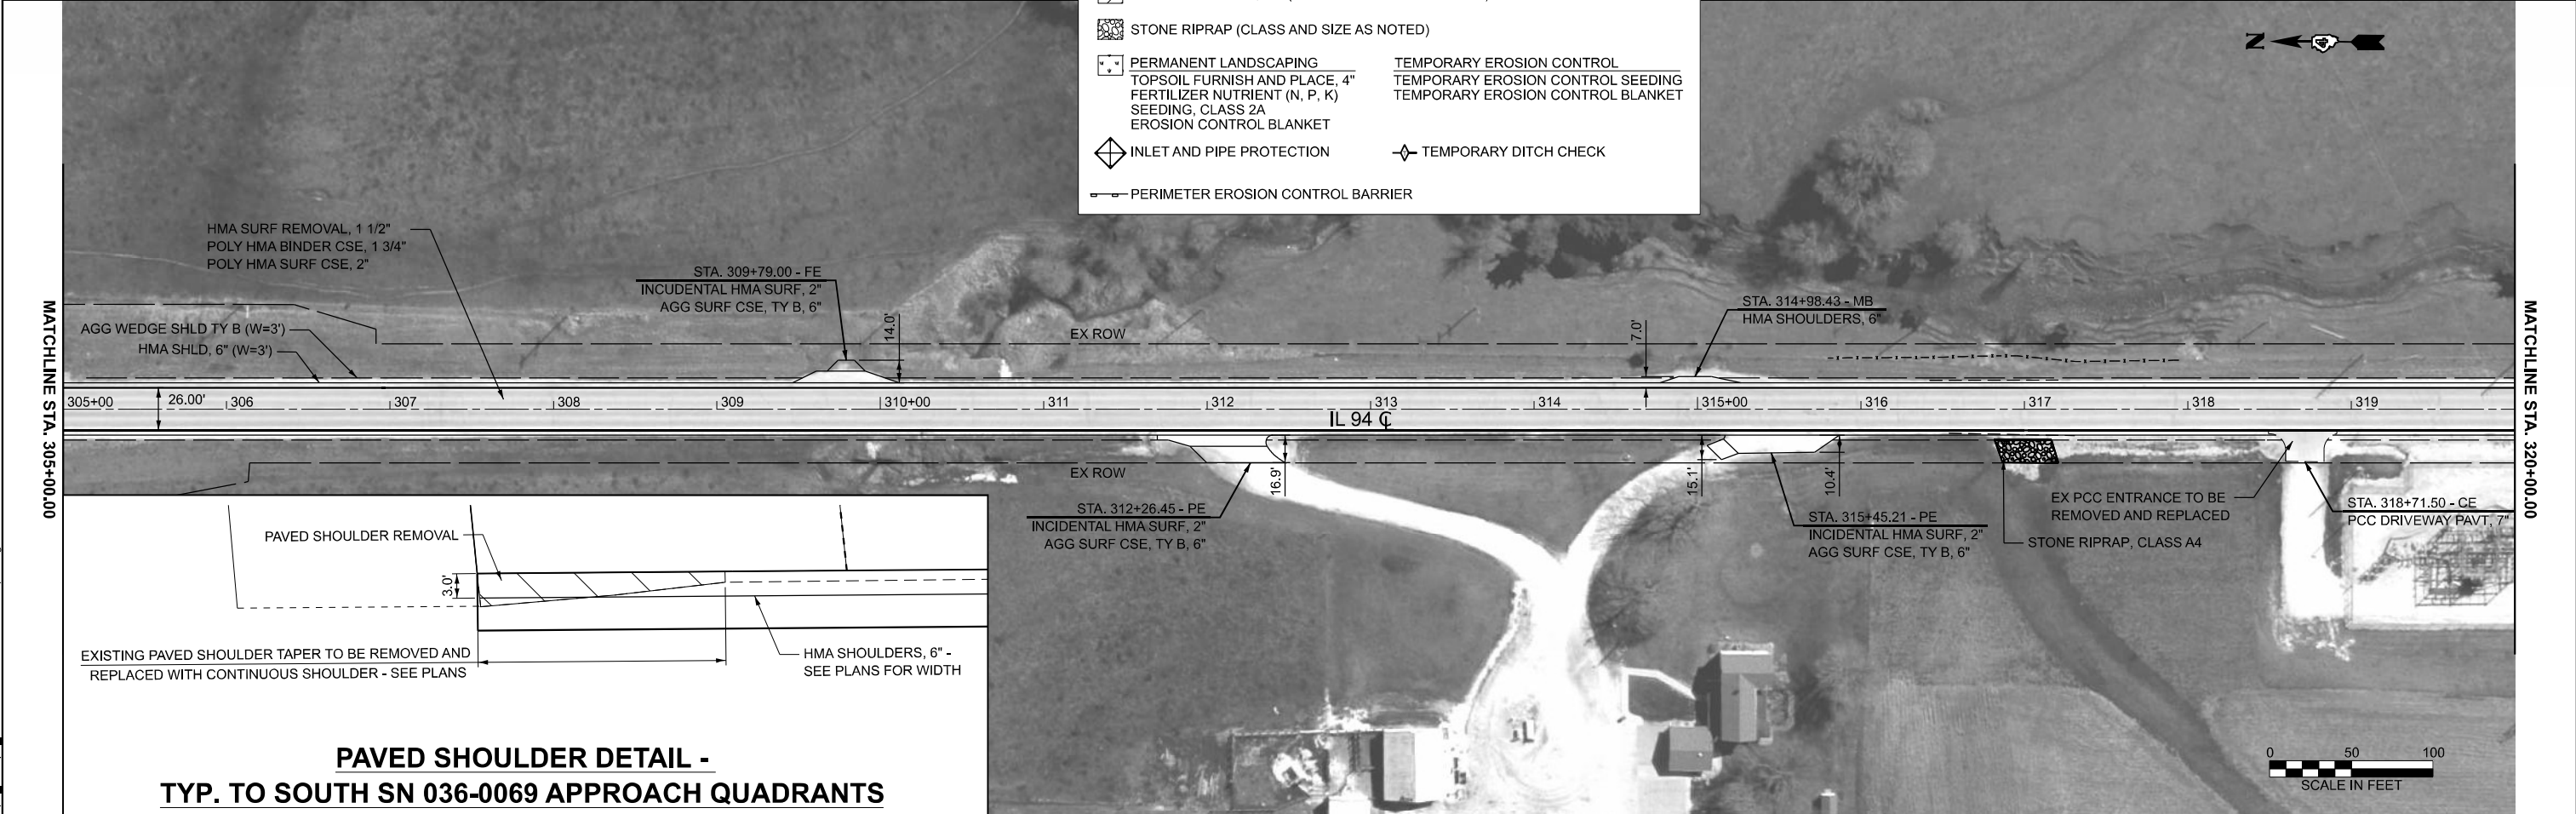 STONE RIPRAP (CLASS AND SIZE AS NOTED)
PERMANENT LANDSCAPING
TOPSOIL FURNISH AND PLACE, 4"
FERTILIZER NUTRIENT (N, P, K)
SEEDING, CLASS 2A
EROSION CONTROL BLANKET
TEMPORARY EROSION CONTROL
TEMPORARY EROSION CONTROL SEEDING
TEMPORARY EROSION CONTROL BLANKET
INLET AND PIPE PROTECTION
TEMPORARY DITCH CHECK
PERIMETER EROSION CONTROL BARRIER
N
MATCHLINE STA. 305+00.00
HMA SURF REMOVAL, 1 1/2"
POLY HMA BINDER CSE, 1 3/4"
POLY HMA SURF CSE, 2"
STA. 309+79.00 - FE
INCUDENTAL HMA SURF, 2"
AGG SURF CSE, TY B, 6"
14.0'
AGG WEDGE SHLD TY B (W=3')
HMA SHLD, 6" (W=3')
EX ROW
7.0'
STA. 314+98.43 - MB
HMA SHOULDERS, 6"
MATCHLINE STA. 320+00.00
305+00
26.00'
306
307
308
309
310+00
311
312
313
314
315+00
316
317
318
319
IL 94 ℄
EX ROW
16.9'
15.1'
10.4'
STA. 312+26.45 - PE
INCIDENTAL HMA SURF, 2"
AGG SURF CSE, TY B, 6"
STA. 315+45.21 - PE
INCIDENTAL HMA SURF, 2"
AGG SURF CSE, TY B, 6"
EX PCC ENTRANCE TO BE
REMOVED AND REPLACED
STONE RIPRAP, CLASS A4
STA. 318+71.50 - CE
PCC DRIVEWAY PAVT, 7"
PAVED SHOULDER REMOVAL
3.0'
EXISTING PAVED SHOULDER TAPER TO BE REMOVED AND
REPLACED WITH CONTINUOUS SHOULDER - SEE PLANS
HMA SHOULDERS, 6" -
SEE PLANS FOR WIDTH
PAVED SHOULDER DETAIL -
TYP. TO SOUTH SN 036-0069 APPROACH QUADRANTS
0 50 100
SCALE IN FEET